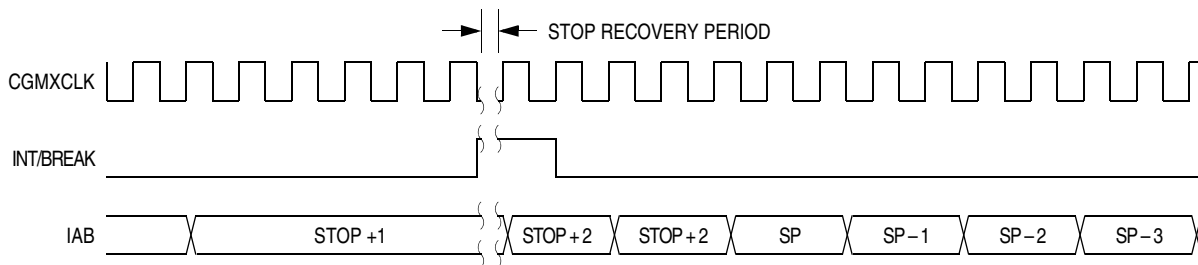 STOP RECOVERY PERIOD
CGMXCLK
INT/BREAK
IAB STOP +1 STOP + 2 STOP + 2 SP SP – 1 SP – 2 SP – 3